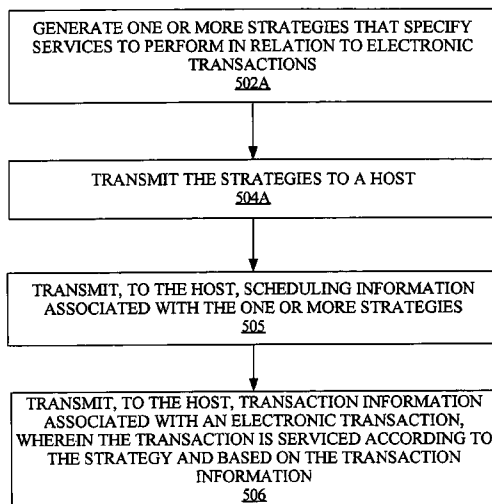 GENERATE ONE OR MORE STRATEGIES THAT SPECIFY
SERVICES TO PERFORM IN RELATION TO ELECTRONIC
TRANSACTIONS
502A
TRANSMIT THE STRATEGIES TO A HOST
504A
TRANSMIT, TO THE HOST, SCHEDULING INFORMATION
ASSOCIATED WITH THE ONE OR MORE STRATEGIES
505
TRANSMIT, TO THE HOST, TRANSACTION INFORMATION
ASSOCIATED WITH AN ELECTRONIC TRANSACTION,
WHEREIN THE TRANSACTION IS SERVICED ACCORDING TO
THE STRATEGY AND BASED ON THE TRANSACTION
INFORMATION
506